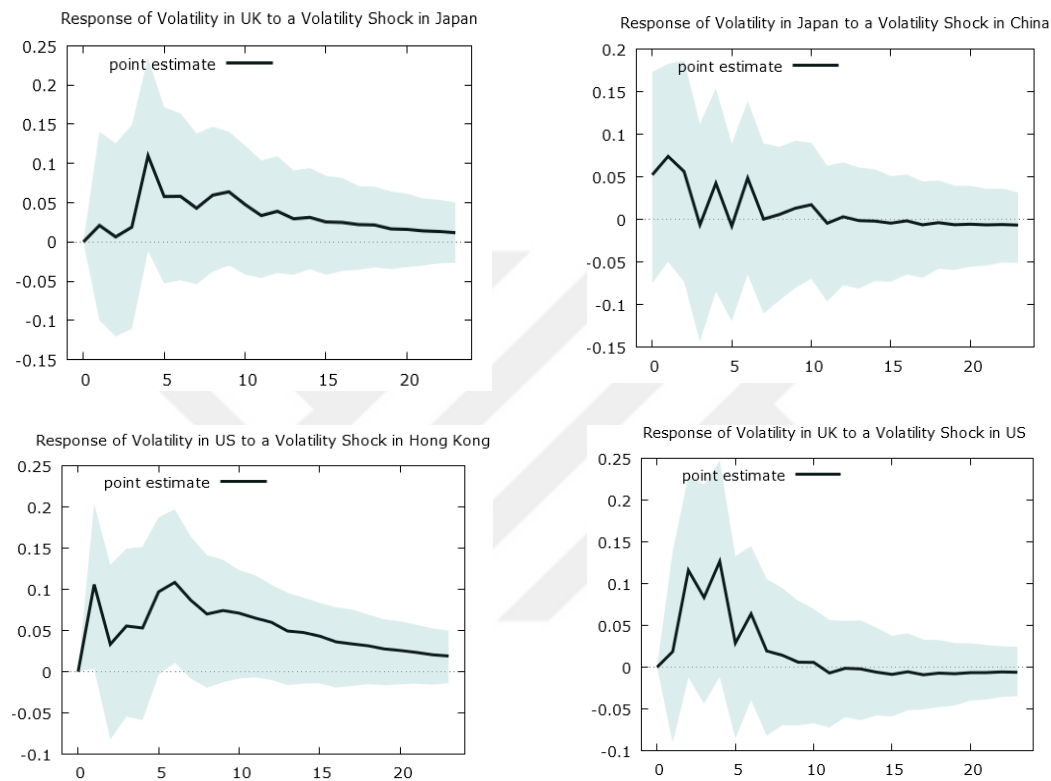 Response of Volatility in UK to a Volatility Shock in Japan
0.25
0.2
0.15
0.1
0.05
0
-0.05
-0.1
-0.15
point estimate
0 5 10 15 20
Response of Volatility in Japan to a Volatility Shock in China
0.2
0.15
0.1
0.05
0
-0.05
-0.1
-0.15
point estimate
0 5 10 15 20
Response of Volatility in US to a Volatility Shock in Hong Kong
0.25
0.2
0.15
0.1
0.05
0
-0.05
-0.1
point estimate
0 5 10 15 20
Response of Volatility in UK to a Volatility Shock in US
0.25
0.2
0.15
0.1
0.05
0
-0.05
-0.1
point estimate
0 5 10 15 20